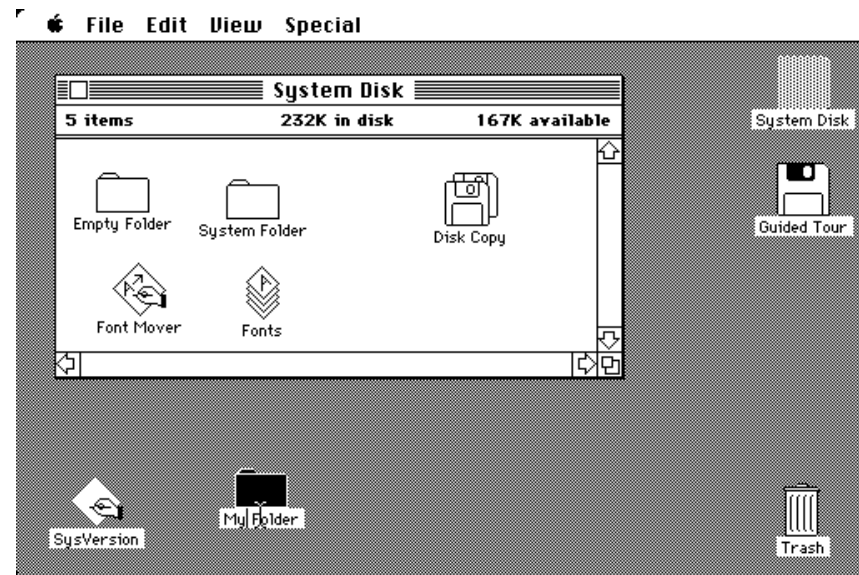 File Edit View Special
System Disk
5 items 232K in disk 167K available
Empty Folder
System Folder
Disk Copy
Font Mover
Fonts
System Disk
Guided Tour
SysVersion
My Folder
Trash